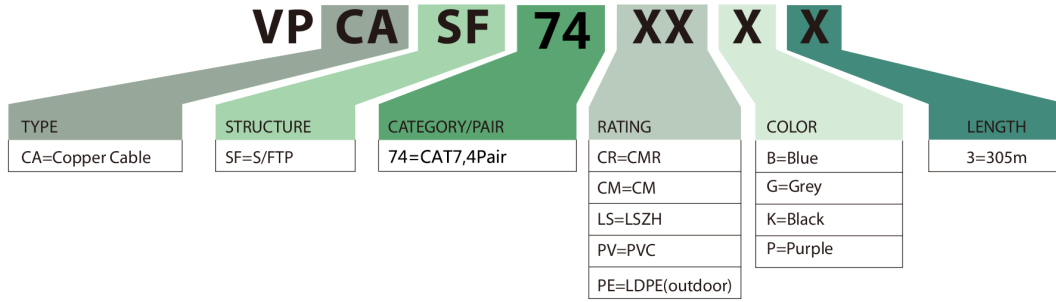 VP CA SF 74 XX X X
TYPE
CA=Copper Cable
STRUCTURE
SF=S/FTP
CATEGORY/PAIR
74=CAT7,4Pair
RATING
CR=CMR
CM=CM
LS=LSZH
PV=PVC
PE=LDPE(outdoor)
COLOR
B=Blue
G=Grey
K=Black
P=Purple
LENGTH
3=305m